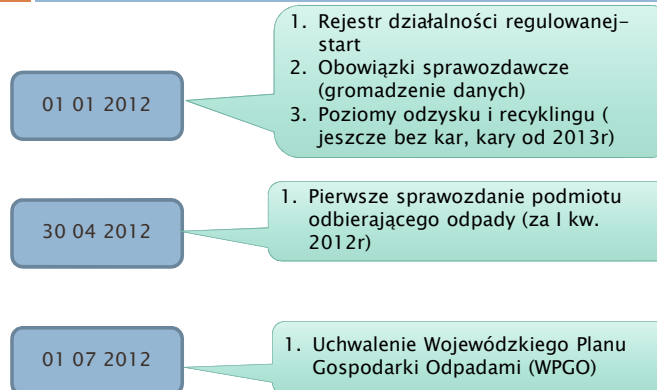 01 01 2012
1. Rejestr działalności regulowanej–
start
2. Obowiązki sprawozdawcze
(gromadzenie danych)
3. Poziomy odzysku i recyklingu (
jeszcze bez kar, kary od 2013r)
30 04 2012
1. Pierwsze sprawozdanie podmiotu
odbierającego odpady (za I kw.
2012r)
01 07 2012
1. Uchwalenie Wojewódzkiego Planu
Gospodarki Odpadami (WPGO)